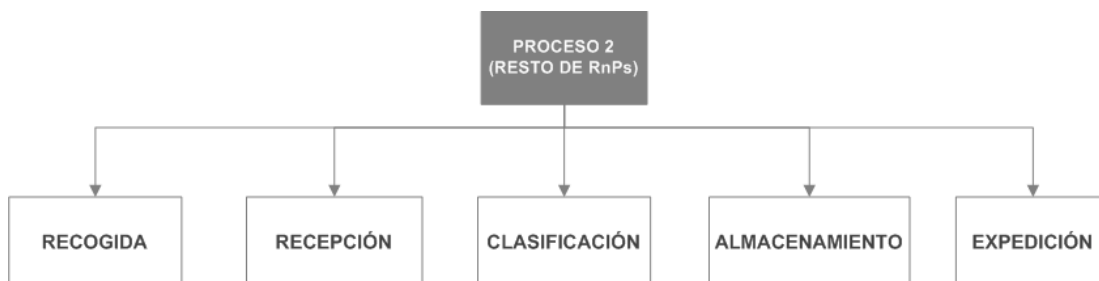 PROCESO 2
(RESTO DE RnPs)
RECOGIDA
RECEPCIÓN
CLASIFICACIÓN
ALMACENAMIENTO
EXPEDICIÓN